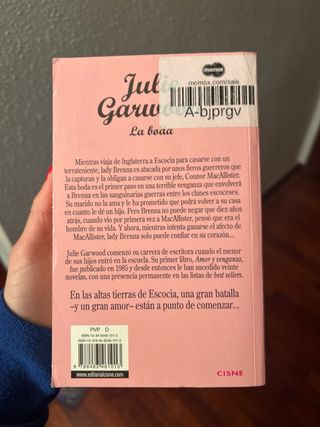 momox
momox.com/sale
A-bjprgv
Julie
Garwood
La boda
Mientras viaja de Inglaterra a Escocia para casarse con un
terrateniente, lady Brenna es atacada por unos fieros guerreros que
la capturan y la obligan a casarse con su jefe, Connor MacAllister.
Esta boda es el primer paso en una terrible venganza que envolverá
a Brenna en las sanguinarias guerras entre los clanes escoceses.
Su marido no la ama y le ha prometido que podrá volver a su casa
en cuanto le dé un hijo. Pero Brenna no puede negar que diez años
atrás, cuando vio por primera vez a MacAllister, pensó que era el
hombre de su vida. Y ahora, mientras intenta ganarse el afecto de
MacAllister, lady Brenna solo puede confiar en su corazón...
Julie Garwood comenzó su carrera de escritora cuando el menor
de sus hijos entró en la escuela. Su primer libro, Amor y venganza,
fue publicado en 1985 y desde entonces le han sucedido veinte
novelas, con una presencia permanente en las listas de best sellers.
En las altas tierras de Escocia, una gran batalla
–y un gran amor– están a punto de comenzar...
PVP D
www.editorialcisne.com
CISNE